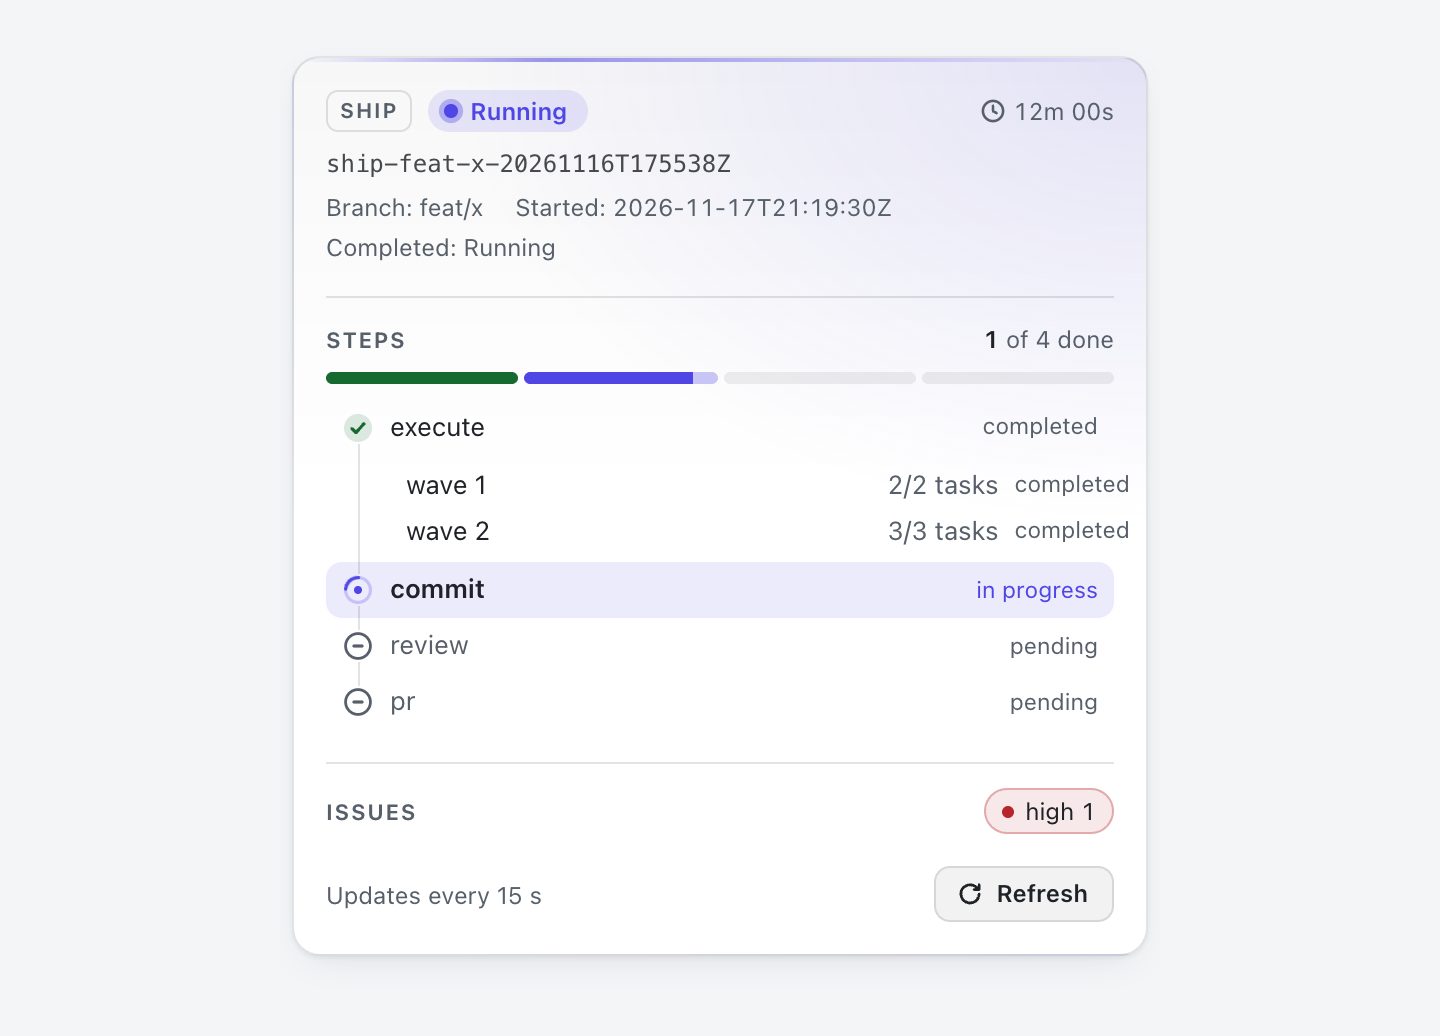 SHIP Running 12m 00s
ship-feat-x-20261116T175538Z
Branch: feat/x Started: 2026-11-17T21:19:30Z
Completed: Running
STEPS 1 of 4 done
execute completed
wave 1 2/2 tasks completed
wave 2 3/3 tasks completed
commit in progress
review pending
pr pending
ISSUES high 1
Updates every 15 s Refresh